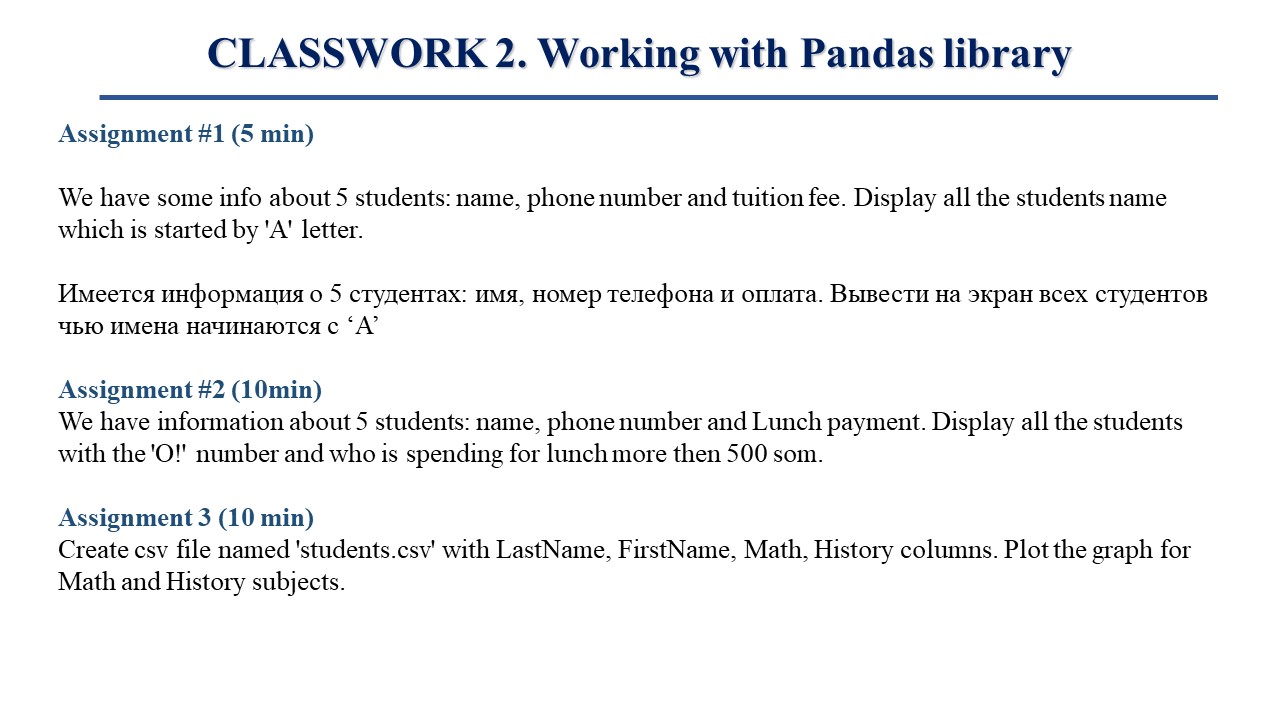 CLASSWORK 2. Working with Pandas library
Assignment #1 (5 min)
We have some info about 5 students: name, phone number and tuition fee. Display all the students name
which is started by 'A' letter.
Имеется информация о 5 студентах: имя, номер телефона и оплата. Вывести на экран всех студентов
чью имена начинаются с ‘А’
Assignment #2 (10min)
We have information about 5 students: name, phone number and Lunch payment. Display all the students
with the 'O!' number and who is spending for lunch more then 500 som.
Assignment 3 (10 min)
Create csv file named 'students.csv' with LastName, FirstName, Math, History columns. Plot the graph for
Math and History subjects.